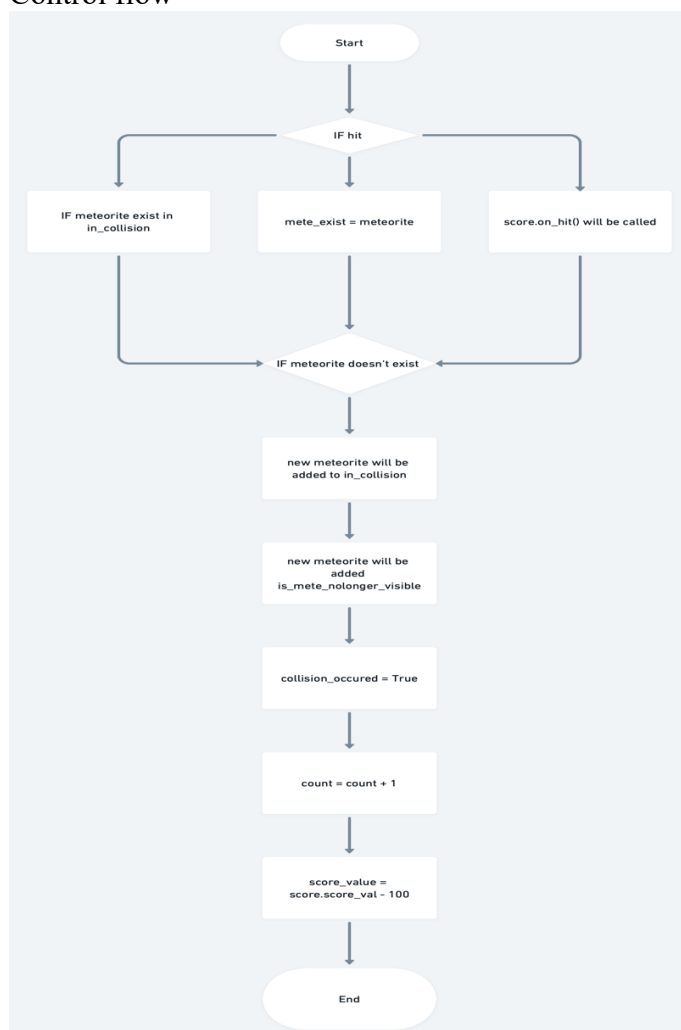 Control flow
Start
IF hit
IF meteorite exist in
in_collision
mete_exist = meteorite
score.on_hit() will be called
IF meteorite doesn't exist
new meteorite will be
added to in_collision
new meteorite will be
added
is_mete_nolonger_visible
collision_occured = True
count = count + 1
score_value =
score.score_val - 100
End